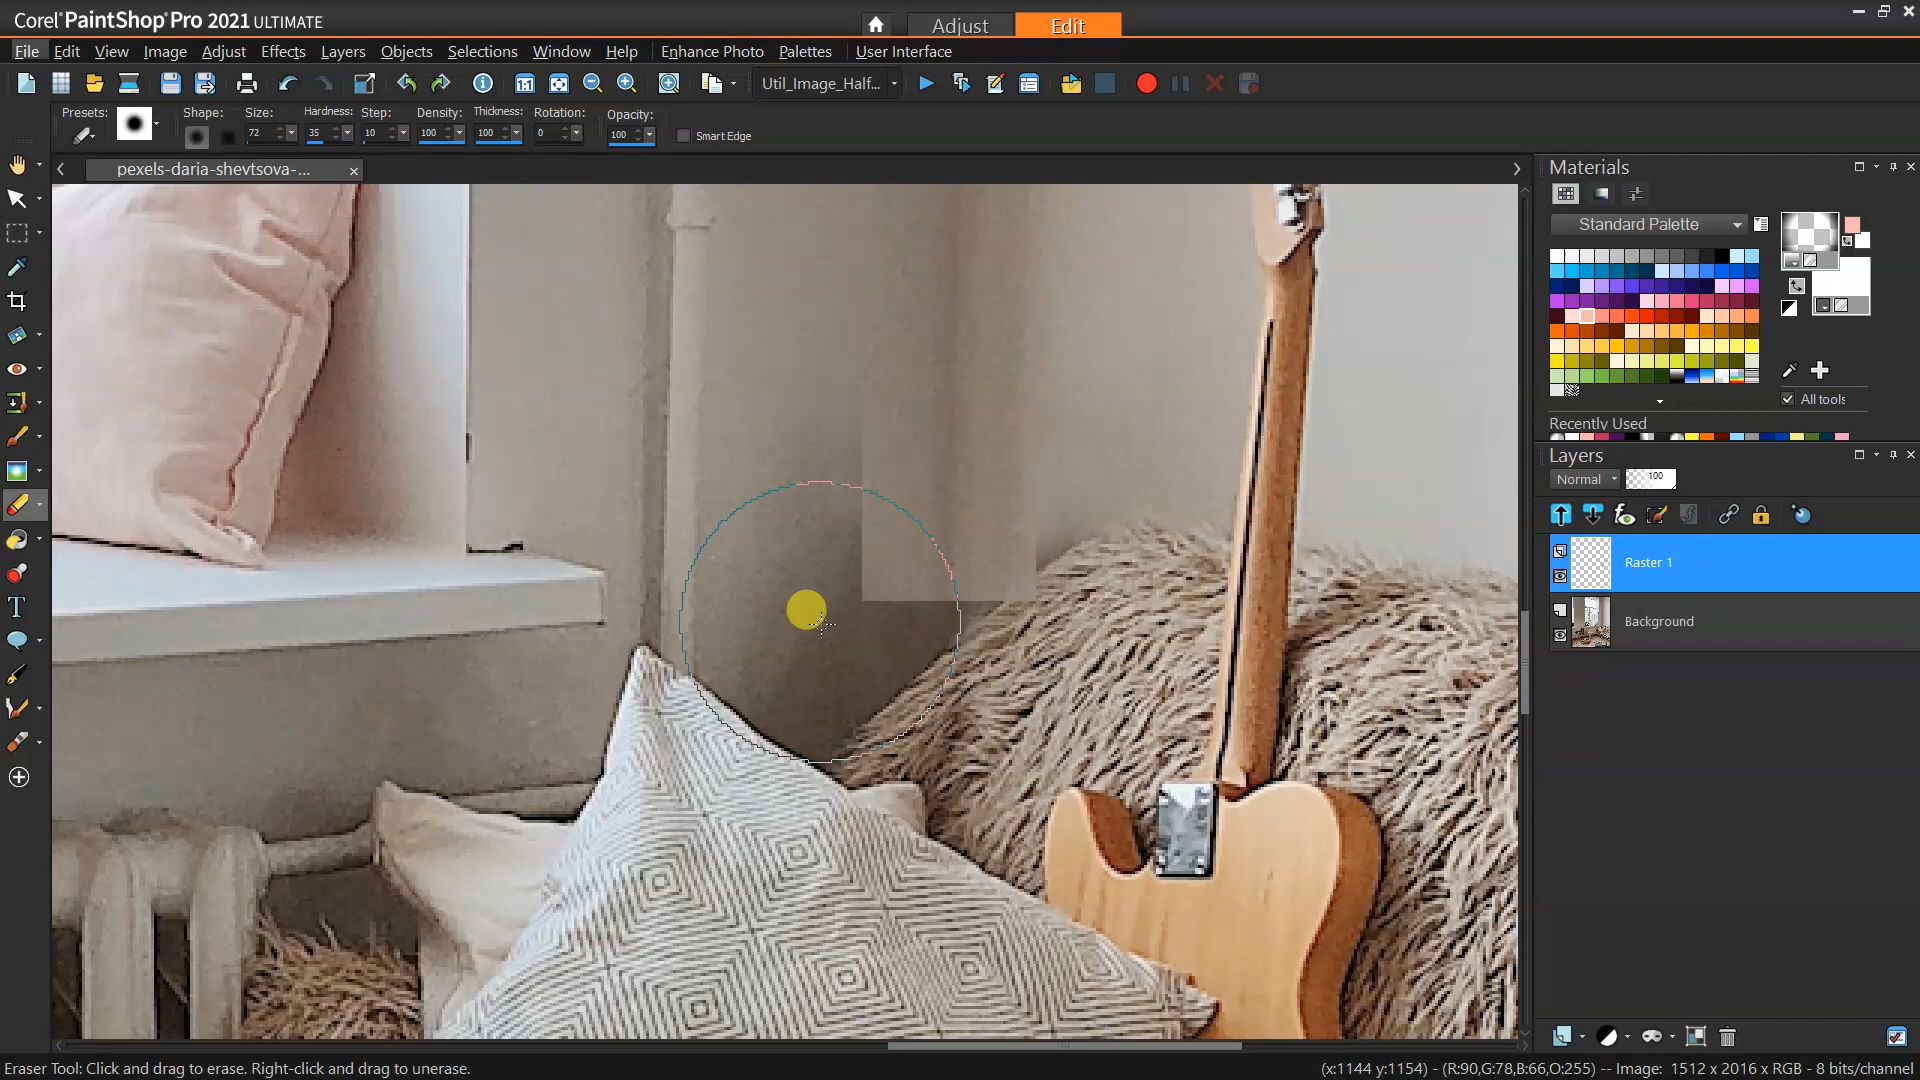 Corel PaintShop Pro 2021 ULTIMATE
Adjust
Edit
File Edit View Image Adjust Effects Layers Objects Selections Window Help Enhance Photo Palettes User Interface
1:1
Util_Image_Half...
Presets: Shape: Size: Hardness: Step: Density: Thickness: Rotation: Opacity:
72 35 10 100 100 0 100 Smart Edge
pexels-daria-shevtsova-...
Materials
Standard Palette
All tools
Recently Used
Layers
Normal 100
Raster 1
Background
Eraser Tool: Click and drag to erase. Right-click and drag to unerase.
(x:1144 y:1154) - (R:90,G:78,B:66,O:255) -- Image: 1512 x 2016 x RGB - 8 bits/channel